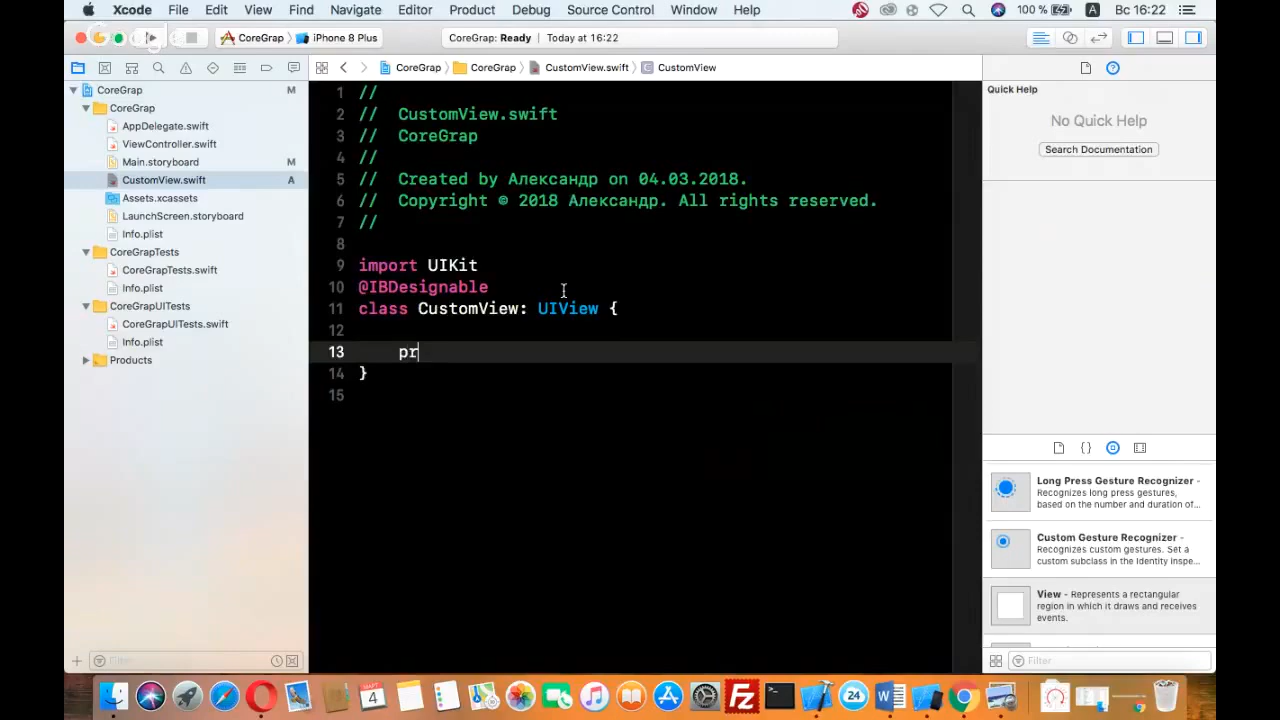 Xcode File Edit View Find Navigate Editor Product Debug Source Control Window Help 100 % A Вс 16:22
CoreGrap iPhone 8 Plus CoreGrap: Ready Today at 16:22
CoreGrap CoreGrap CustomView.swift C CustomView
CoreGrap M
CoreGrap
AppDelegate.swift
ViewController.swift
Main.storyboard M
CustomView.swift A
Assets.xcassets
LaunchScreen.storyboard
Info.plist
CoreGrapTests
CoreGrapTests.swift
Info.plist
CoreGrapUITests
CoreGrapUITests.swift
Info.plist
Products
Filter
1 //
2 // CustomView.swift
3 // CoreGrap
4 //
5 // Created by Александр on 04.03.2018.
6 // Copyright © 2018 Александр. All rights reserved.
7 //
8
9 import UIKit
10 @IBDesignable
11 class CustomView: UIView {
12
13 pr
14 }
15
Quick Help
No Quick Help
Search Documentation
Long Press Gesture Recognizer -
Recognizes long press gestures,
based on the number and duration of...
Custom Gesture Recognizer -
Recognizes custom gestures. Set a
custom subclass in the Identity inspe...
View - Represents a rectangular
region in which it draws and receives
events.
Filter
МАРТ
4
FZ
24
W